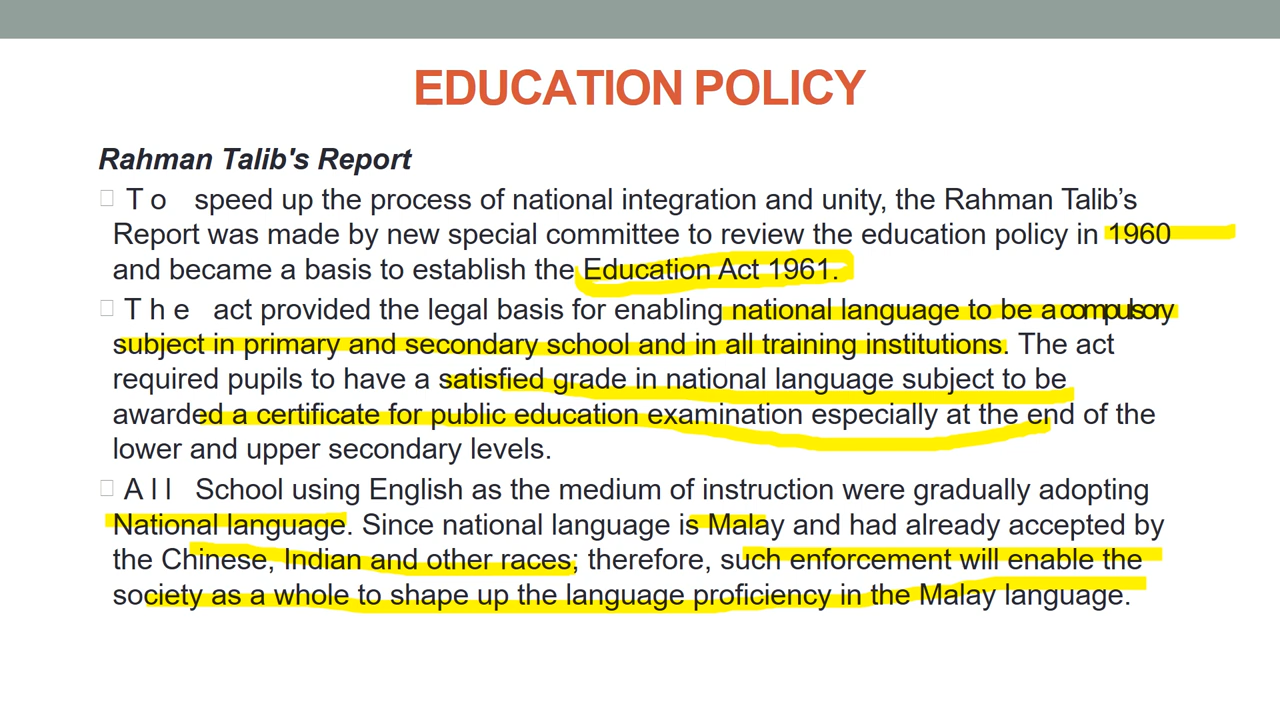 EDUCATION POLICY
Rahman Talib's Report
To speed up the process of national integration and unity, the Rahman Talib’s
Report was made by new special committee to review the education policy in 1960
and became a basis to establish the Education Act 1961.
The act provided the legal basis for enabling national language to be a compulsory
subject in primary and secondary school and in all training institutions. The act
required pupils to have a satisfied grade in national language subject to be
awarded a certificate for public education examination especially at the end of the
lower and upper secondary levels.
All School using English as the medium of instruction were gradually adopting
National language. Since national language is Malay and had already accepted by
the Chinese, Indian and other races; therefore, such enforcement will enable the
society as a whole to shape up the language proficiency in the Malay language.